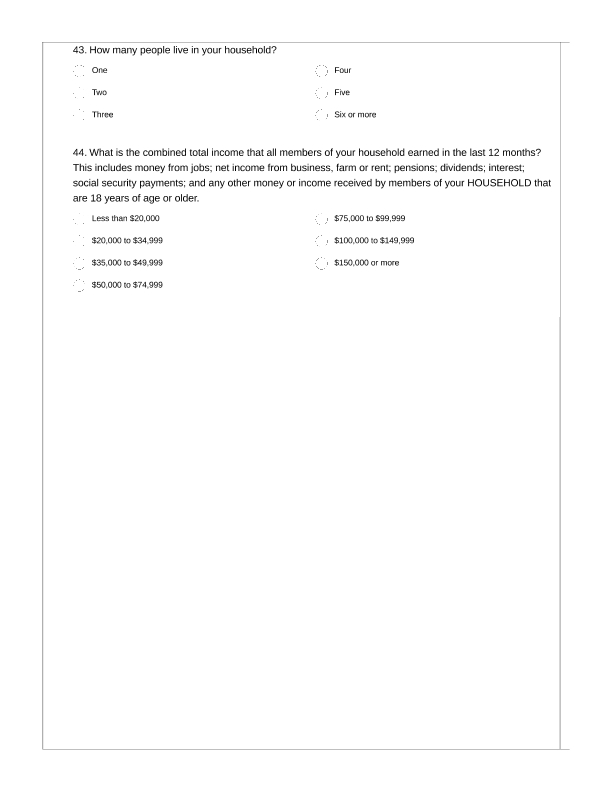 43. How many people live in your household?
One
Two
Three
Four
Five
Six or more
44. What is the combined total income that all members of your household earned in the last 12 months?
This includes money from jobs; net income from business, farm or rent; pensions; dividends; interest;
social security payments; and any other money or income received by members of your HOUSEHOLD that
are 18 years of age or older.
Less than $20,000
$20,000 to $34,999
$35,000 to $49,999
$50,000 to $74,999
$75,000 to $99,999
$100,000 to $149,999
$150,000 or more